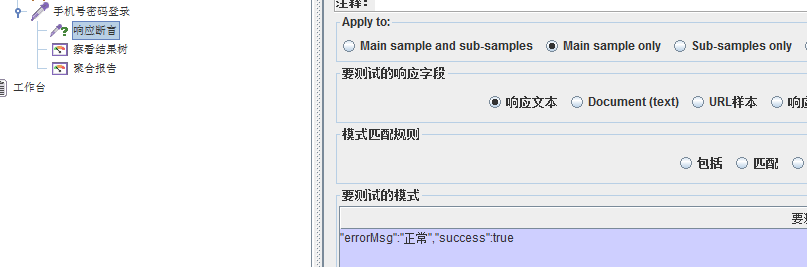 手机号密码登录
响应断言
察看结果树
聚合报告
工作台
注释:
Apply to:
Main sample and sub-samples
Main sample only
Sub-samples only
要测试的响应字段
响应文本
Document (text)
URL样本
响应
模式匹配规则
包括
匹配
要测试的模式
要
"errorMsg":"正常","success":true